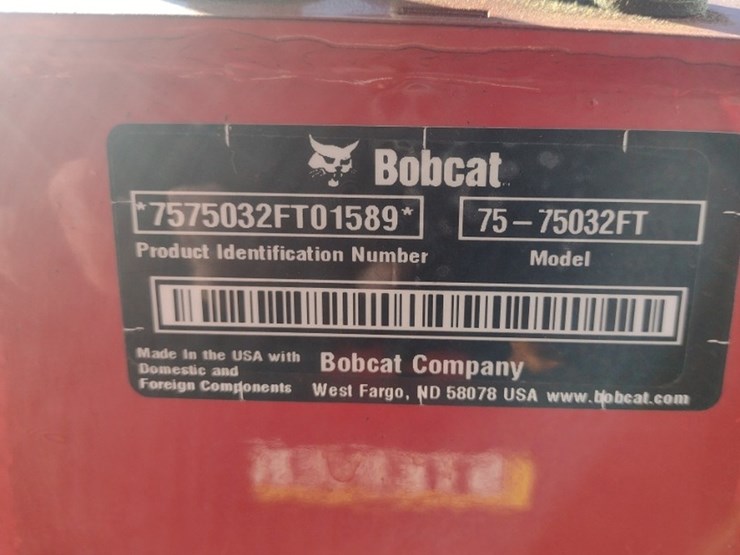 Bobcat
*7575032FT01589* 75-75032FT
Product Identification Number Model
Made In the USA with
Domestic and
Foreign Components
Bobcat Company
West Fargo, ND 58078 USA www.bobcat.com